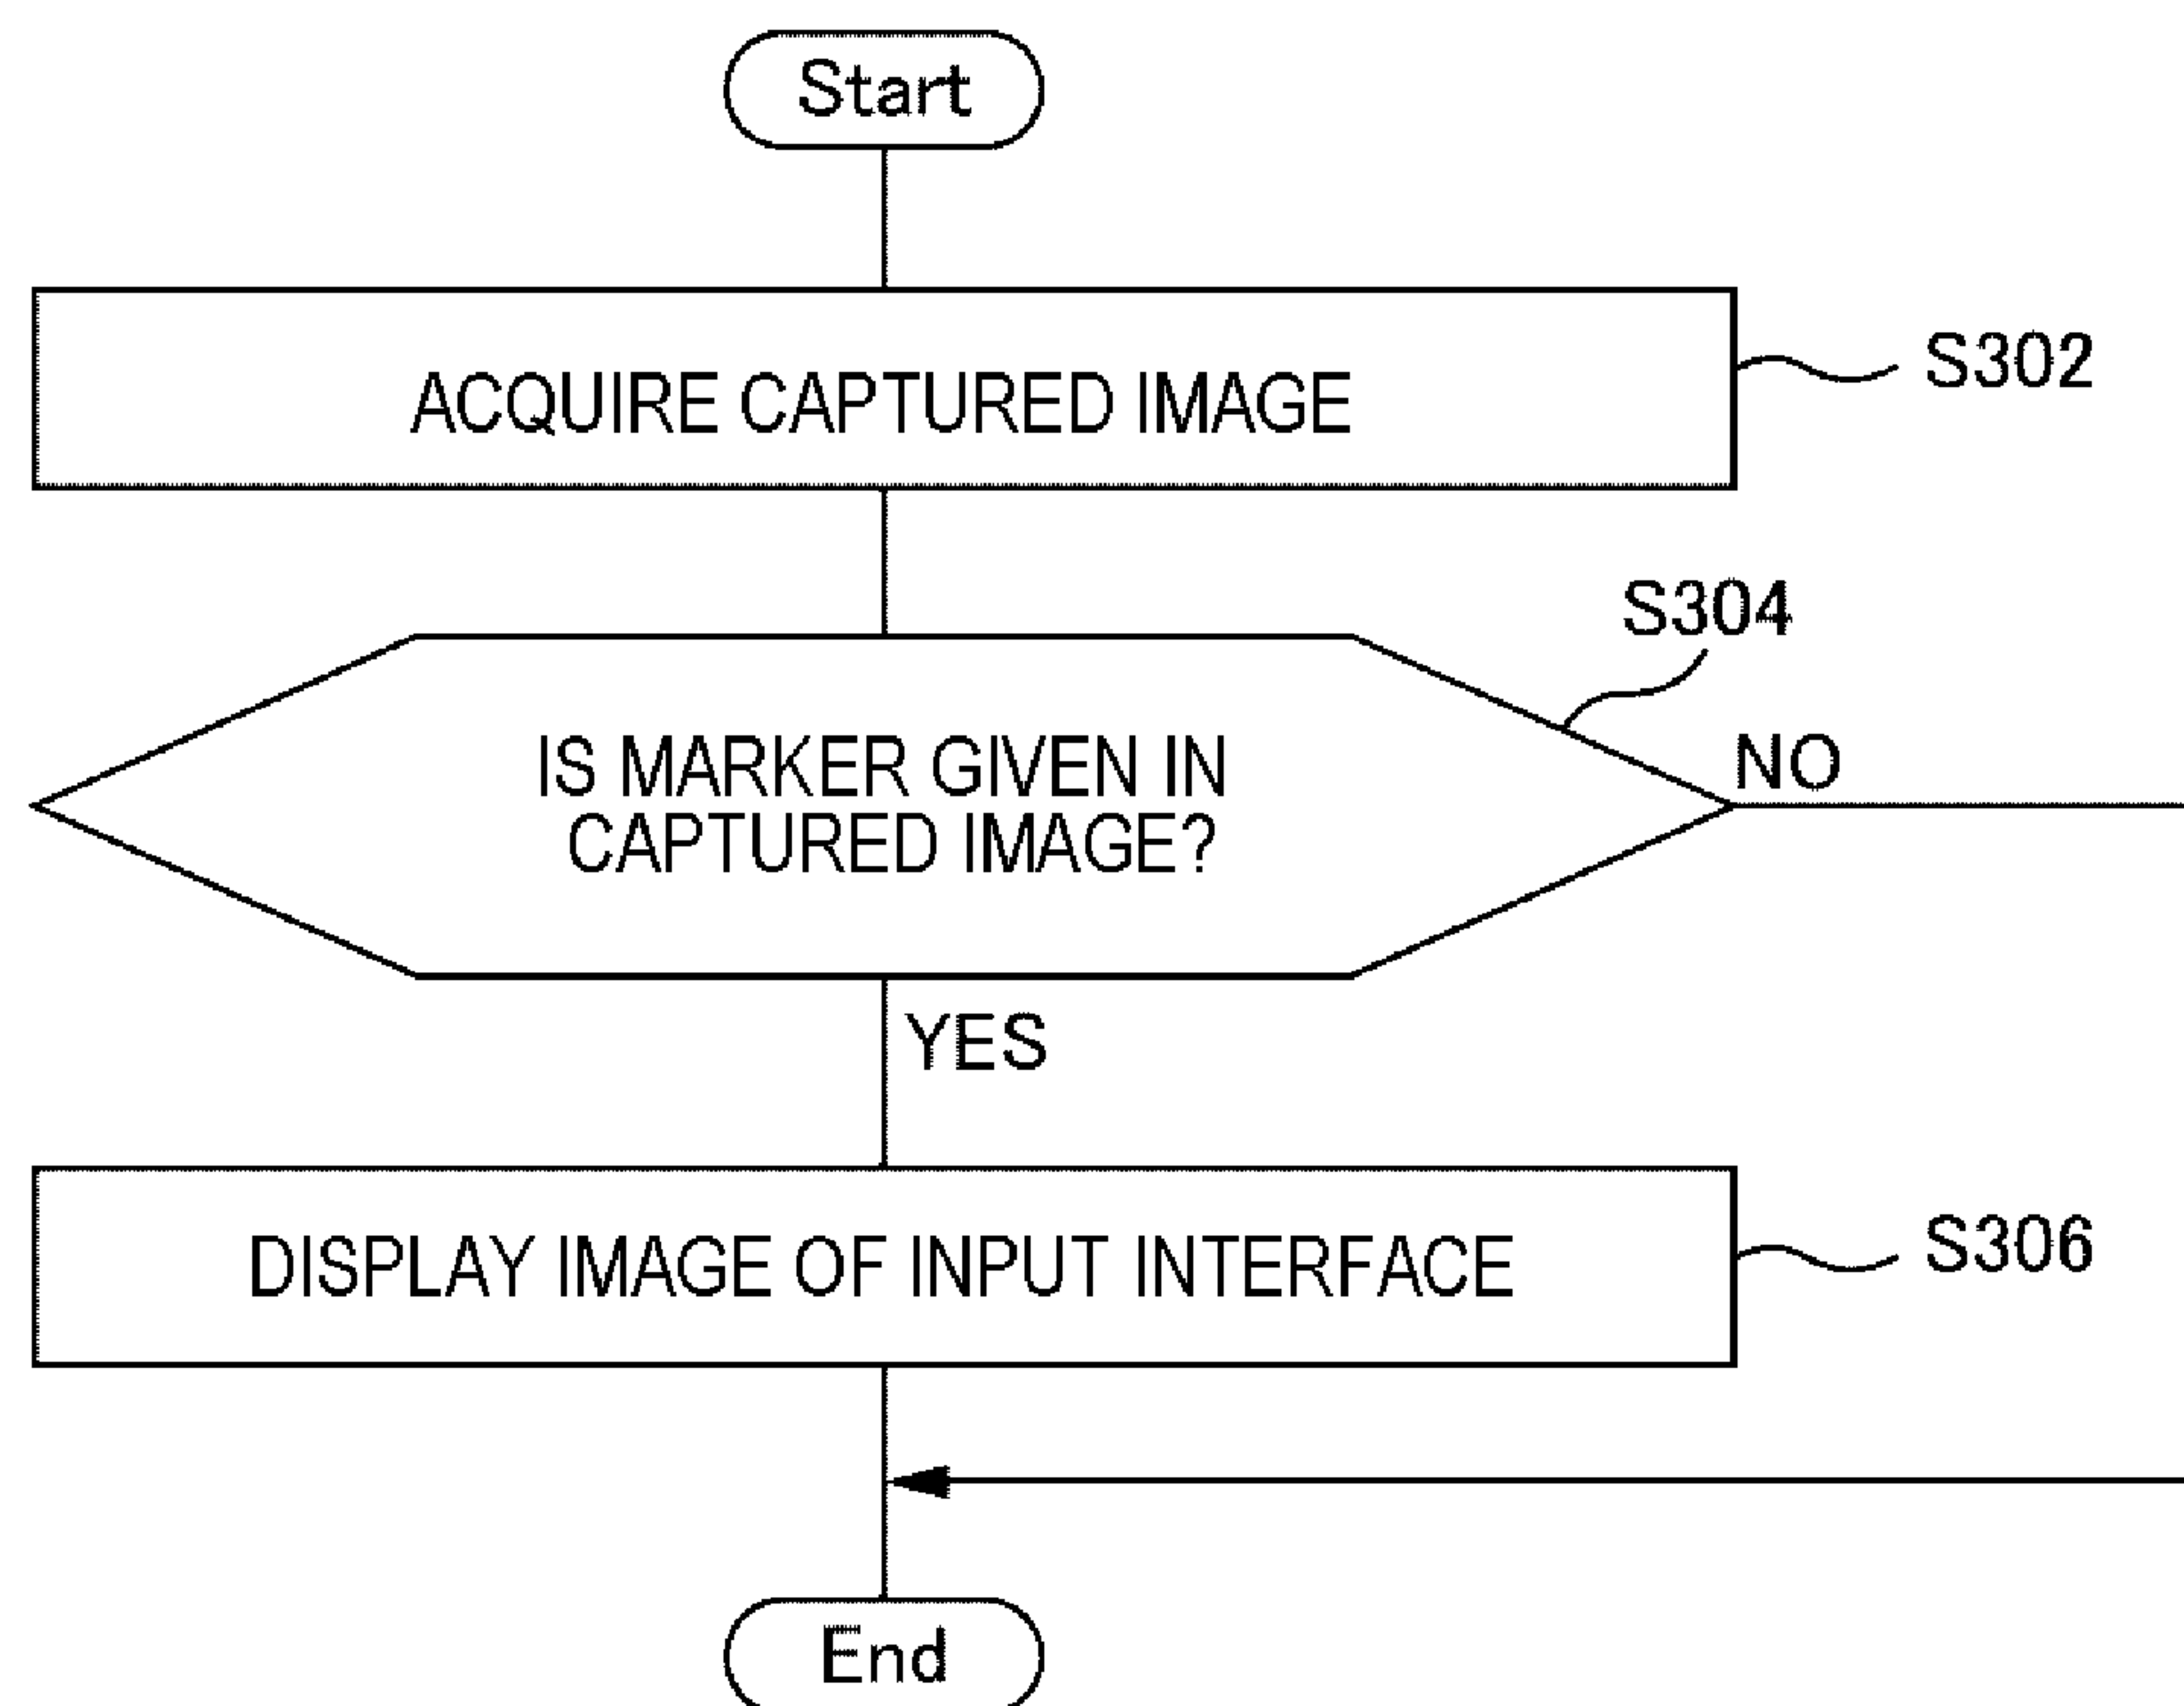 Start
ACQUIRE CAPTURED IMAGE
S302
S304
IS MARKER GIVEN IN
CAPTURED IMAGE?
NO
YES
DISPLAY IMAGE OF INPUT INTERFACE
S306
End